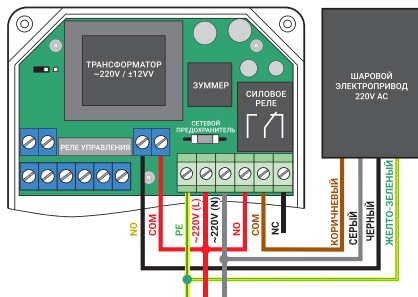 ТРАНСФОРМАТОР
~220V / ±12VV
ЗУММЕР
СИЛОВОЕ
РЕЛЕ
ШАРОВОЙ
ЭЛЕКТРОПРИВОД
220V AC
СЕТЕВОЙ
ПРЕДОХРАНИТЕЛЬ
РЕЛЕ УПРАВЛЕНИЯ
NO
COM
PE
~220V (L)
~220V (N)
NO
COM
NC
КОРИЧНЕВЫЙ
СЕРЫЙ
ЧЕРНЫЙ
ЖЕЛТО-ЗЕЛЕНЫЙ